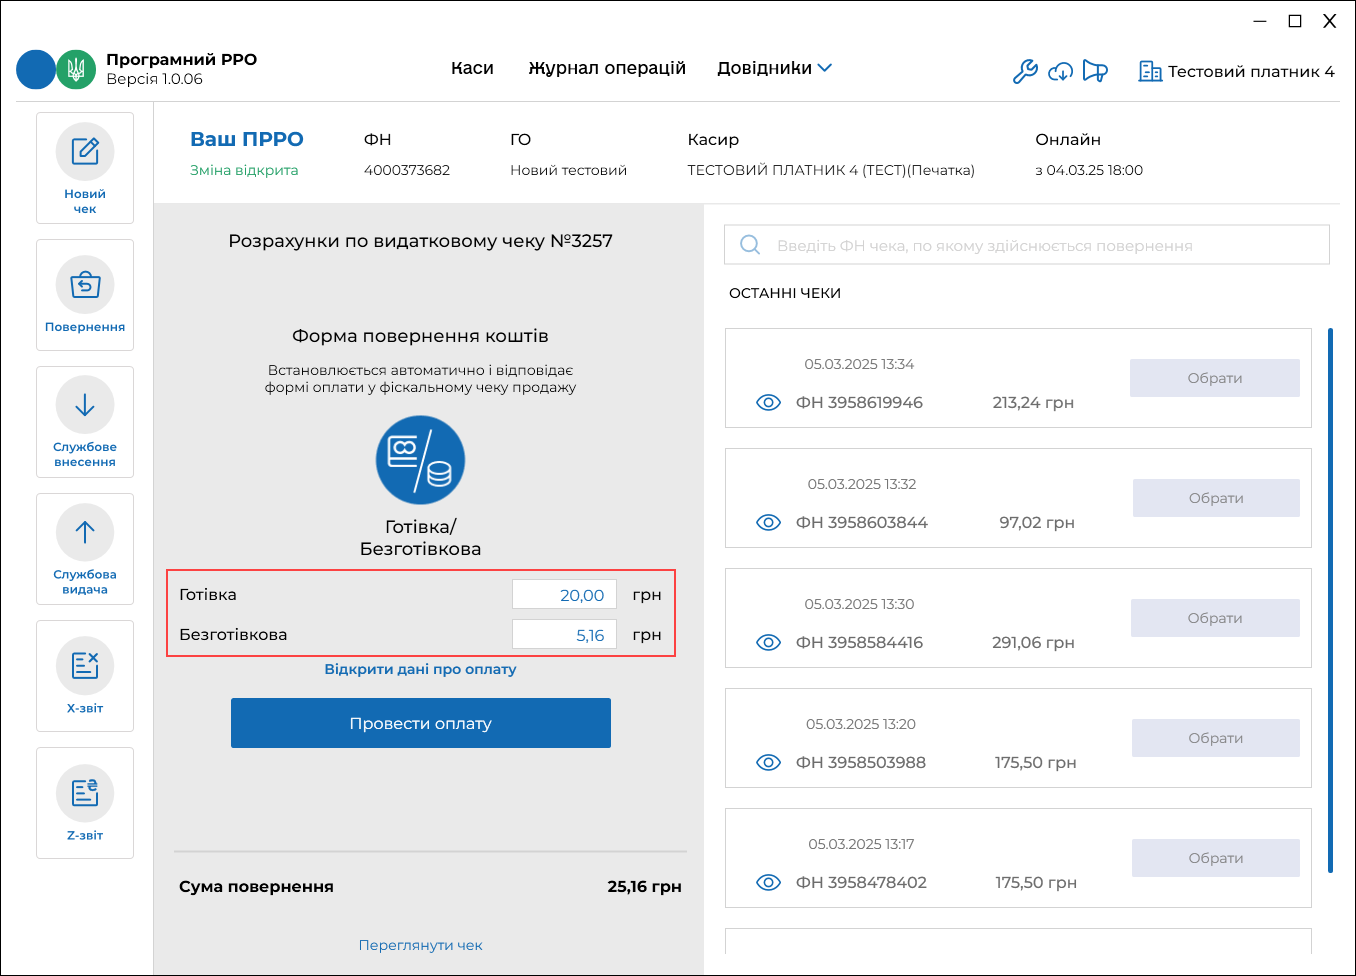 Програмний РРО
Версія 1.0.06
Каси
Журнал операцій
Довідники
Тестовий платник 4
Новий
чек
Повернення
Службове
внесення
Службова
видача
X-звіт
Z-звіт
Ваш ПРРО
Зміна відкрита
ФН
4000373682
ГО
Новий тестовий
Касир
ТЕСТОВИЙ ПЛАТНИК 4 (ТЕСТ)(Печатка)
Онлайн
з 04.03.25 18:00
Розрахунки по видатковому чеку №3257
Форма повернення коштів
Встановлюється автоматично і відповідає
формі оплати у фіскальному чеку продажу
Готівка/
Безготівкова
Готівка 20,00 грн
Безготівкова 5,16 грн
Відкрити дані про оплату
Провести оплату
Сума повернення 25,16 грн
Переглянути чек
Введіть ФН чека, по якому здійснюється повернення
ОСТАННІ ЧЕКИ
05.03.2025 13:34
ФН 3958619946 213,24 грн
Обрати
05.03.2025 13:32
ФН 3958603844 97,02 грн
Обрати
05.03.2025 13:30
ФН 3958584416 291,06 грн
Обрати
05.03.2025 13:20
ФН 3958503988 175,50 грн
Обрати
05.03.2025 13:17
ФН 3958478402 175,50 грн
Обрати